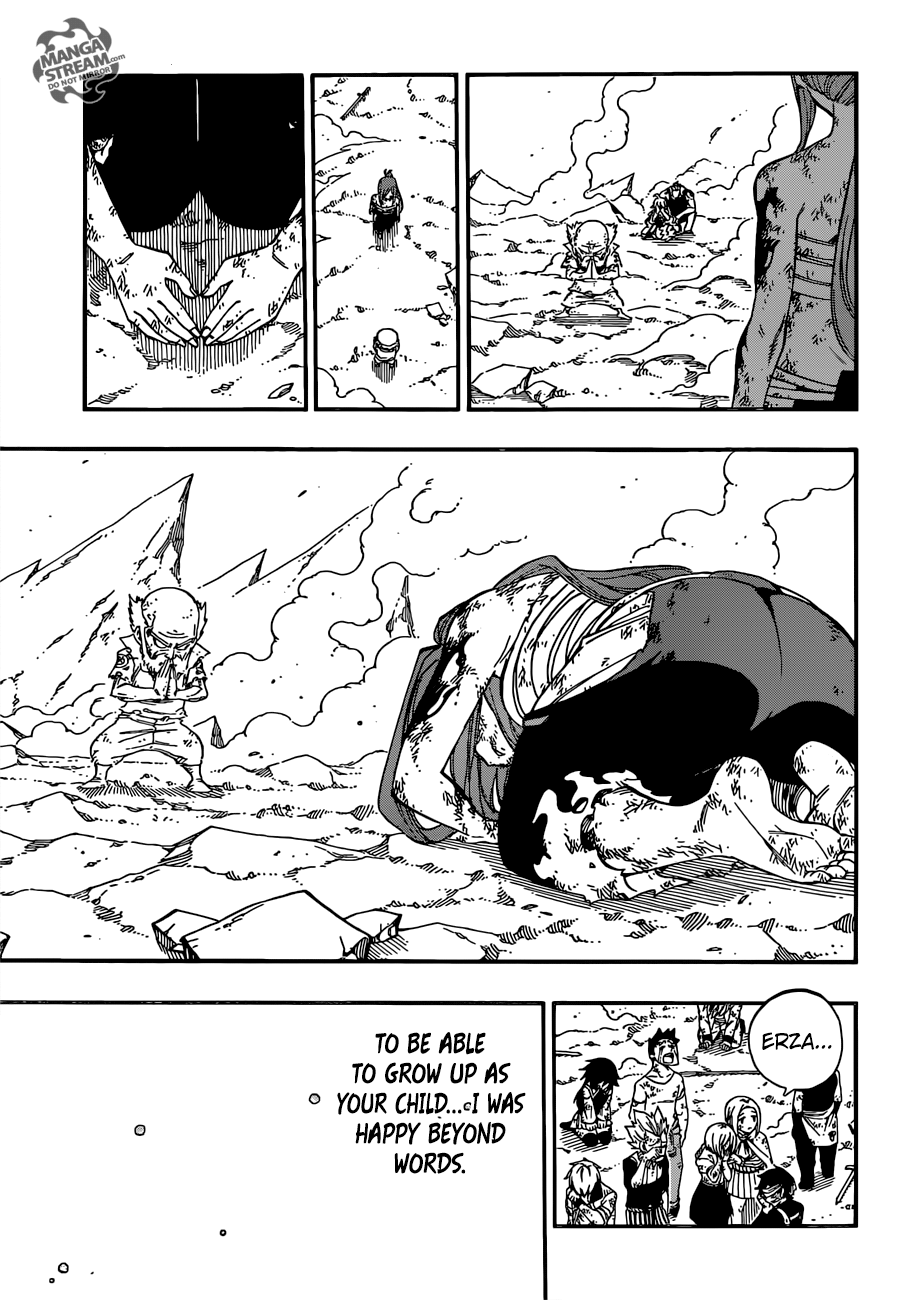 MANGA
STREAM.com
DO NOT MIRROR
ERZA...
TO BE ABLE
TO GROW UP AS
YOUR CHILD... I WAS
HAPPY BEYOND
WORDS.